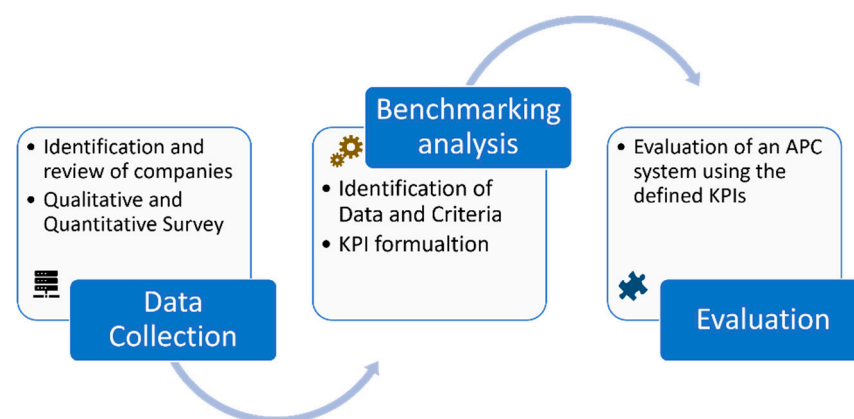 • Identification and
review of companies
• Qualitative and
Quantitative Survey
Data
Collection
Benchmarking
analysis
• Identification of
Data and Criteria
• KPI formualtion
• Evaluation of an APC
system using the
defined KPIs
Evaluation